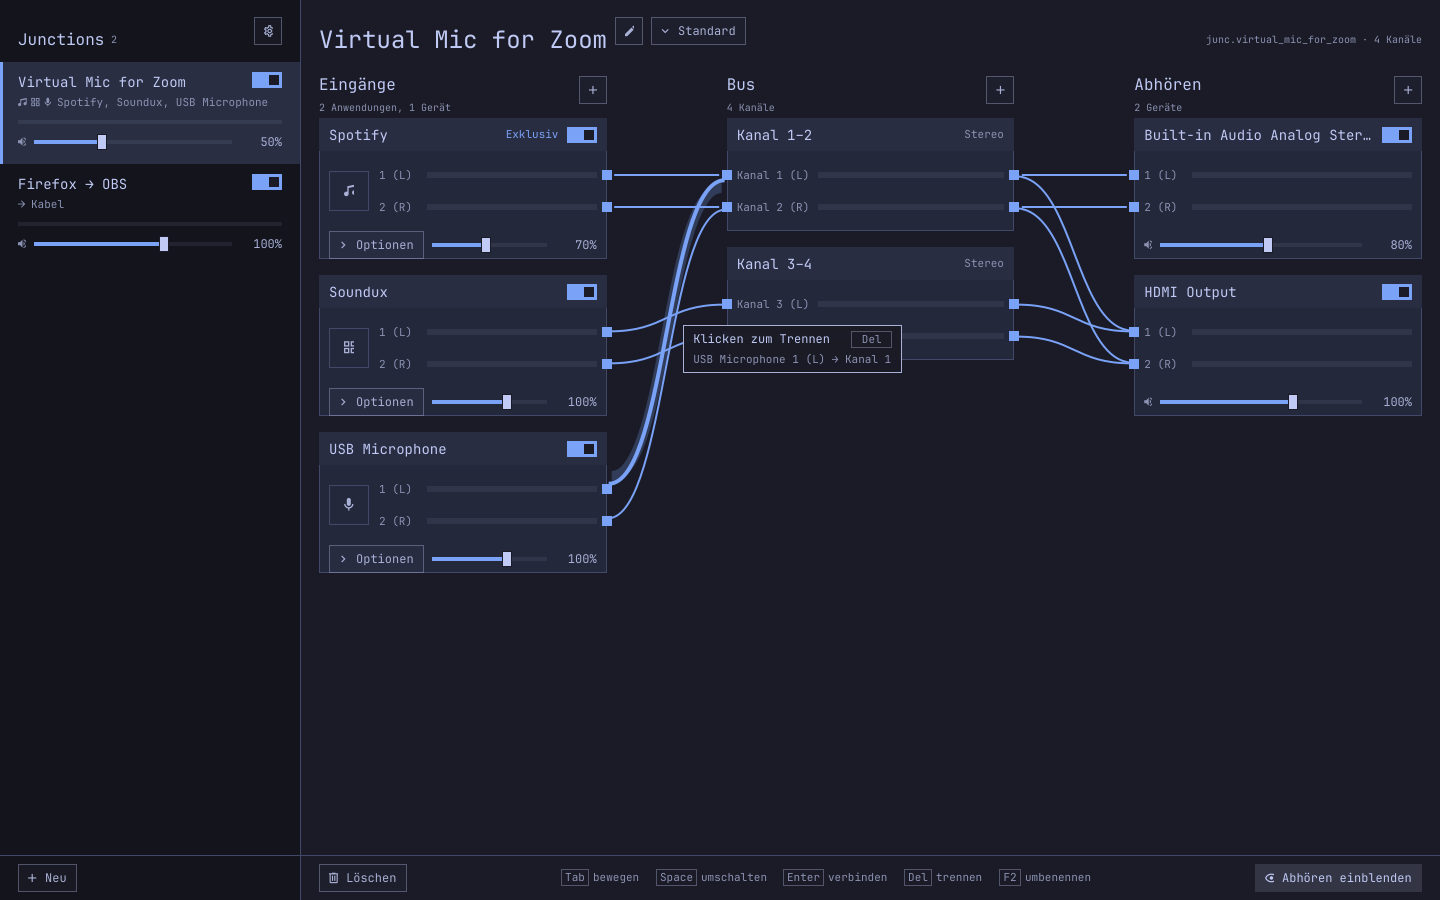 Junctions 2
Virtual Mic for Zoom
Spotify, Soundux, USB Microphone
50%
Firefox → OBS
→ Kabel
100%
+ Neu
Virtual Mic for Zoom
Standard
junc.virtual_mic_for_zoom · 4 Kanäle
Eingänge
2 Anwendungen, 1 Gerät
Spotify Exklusiv
1 (L)
2 (R)
Optionen 70%
Soundux
1 (L)
2 (R)
Optionen 100%
USB Microphone
1 (L)
2 (R)
Optionen 100%
Bus
4 Kanäle
Kanal 1–2 Stereo
Kanal 1 (L)
Kanal 2 (R)
Kanal 3–4 Stereo
Kanal 3 (L)
Klicken zum Trennen Del
USB Microphone 1 (L) → Kanal 1
Abhören
2 Geräte
Built-in Audio Analog Ster…
1 (L)
2 (R)
80%
HDMI Output
1 (L)
2 (R)
100%
Löschen
Tab bewegen Space umschalten Enter verbinden Del trennen F2 umbenennen
Abhören einblenden